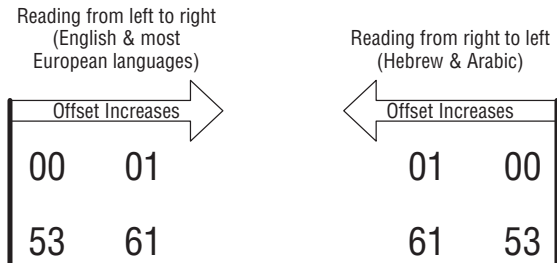 Reading from left to right
(English & most
European languages)
Offset Increases
00 01
53 61
Reading from right to left
(Hebrew & Arabic)
Offset Increases
01 00
61 53